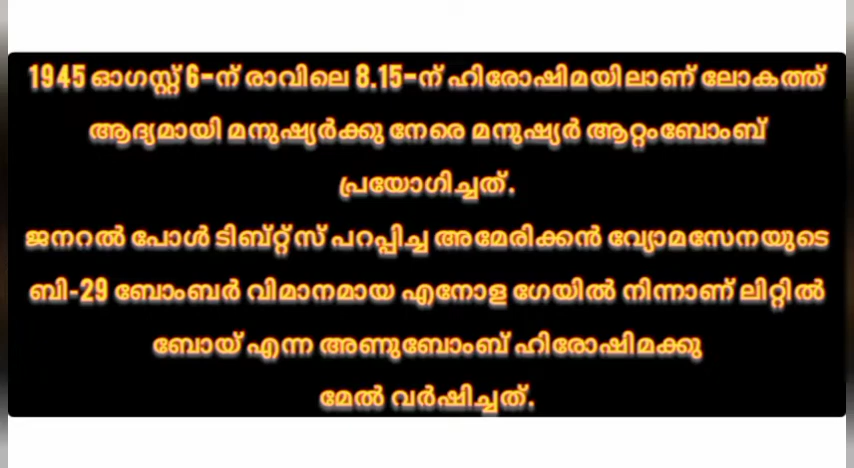 1945 ഓഗസ്റ്റ് 6-ന് രാവിലെ 8.15-ന് ഹിരോഷിമയിലാണ് ലോകത്ത്
ആദ്യമായി മനുഷ്യർക്കു നേരെ മനുഷ്യർ ആറ്റംബോംബ്
പ്രയോഗിച്ചത്.
ജനറൽ പോൾ ടിബ്റ്റ്സ് പറപ്പിച്ച അമേരിക്കൻ വ്യോമസേനയുടെ
ബി-29 ബോംബർ വിമാനമായ എനോള ഗേയിൽ നിന്നാണ് ലിറ്റിൽ
ബോയ് എന്ന അണുബോംബ് ഹിരോഷിമക്കു
മേൽ വർഷിച്ചത്.